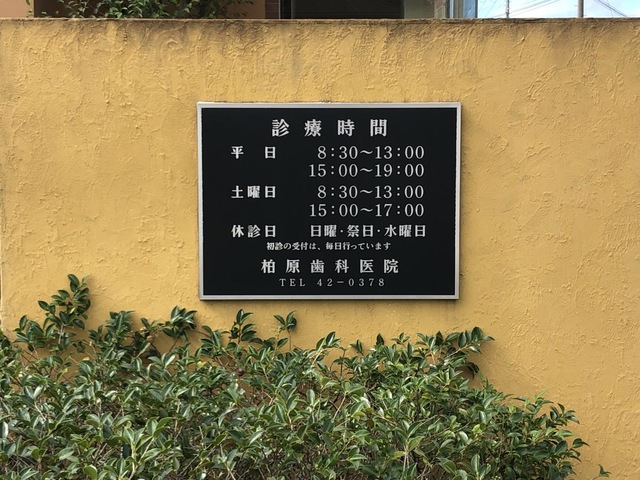 診療時間
平日 8:30〜13:00
15:00〜19:00
土曜日 8:30〜13:00
15:00〜17:00
休診日 日曜・祭日・水曜日
初診の受付は、毎日行っています
柏原歯科医院
TEL 42-0378